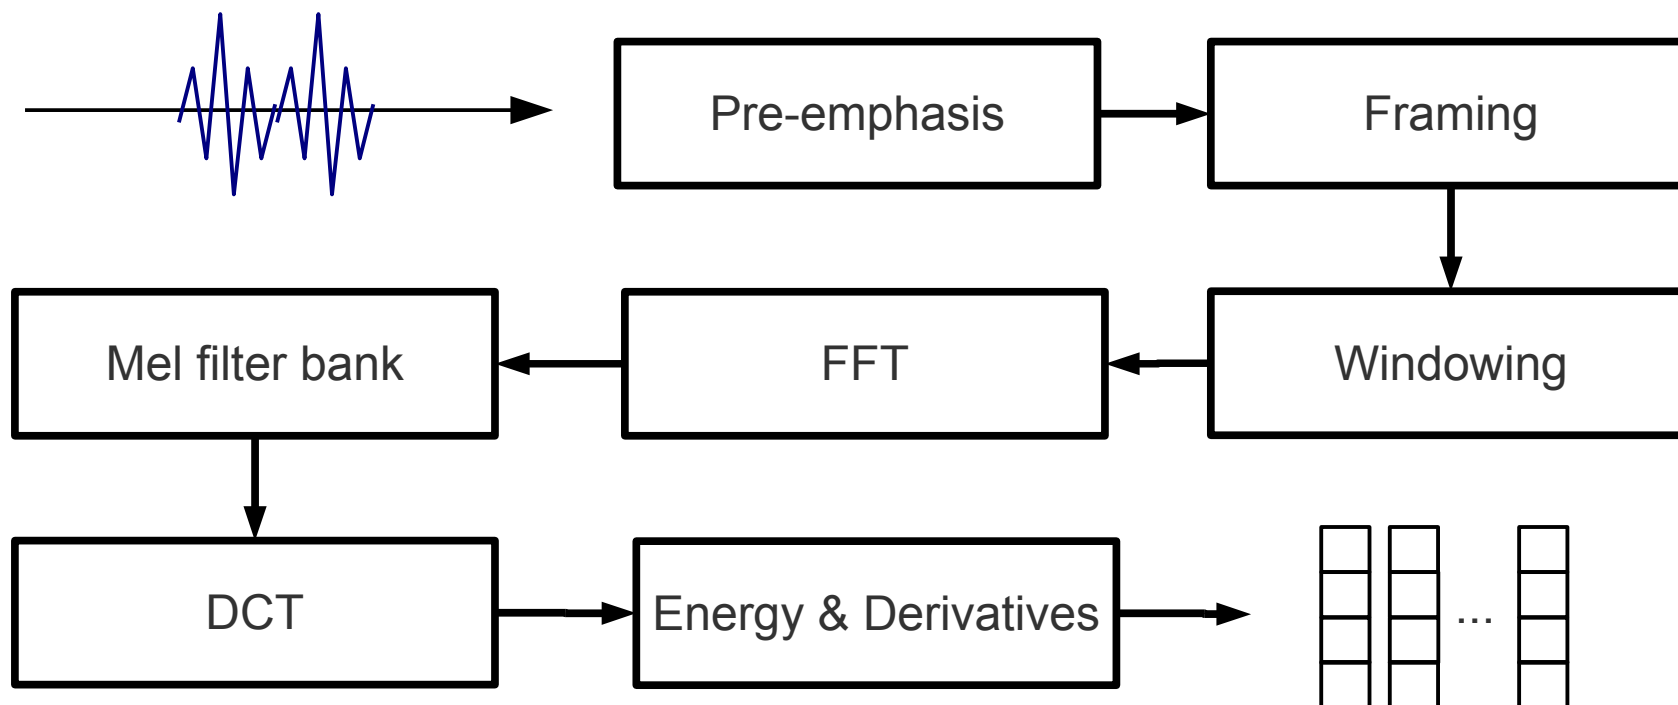 Pre-emphasis
Framing
Windowing
FFT
Mel filter bank
DCT
Energy & Derivatives
...